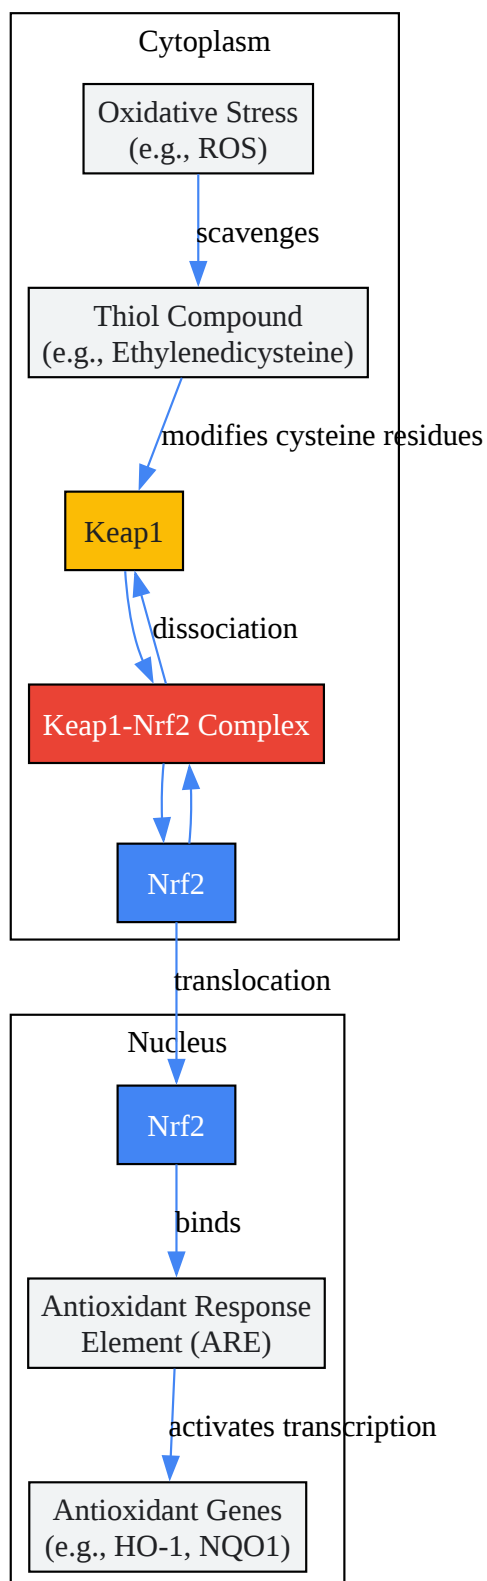 Cytoplasm
Oxidative Stress
(e.g., ROS)
scavenges
Thiol Compound
(e.g., Ethylenedicysteine)
modifies cysteine residues
Keap1
dissociation
Keap1-Nrf2 Complex
Nrf2
translocation
Nucleus
Nrf2
binds
Antioxidant Response
Element (ARE)
activates transcription
Antioxidant Genes
(e.g., HO-1, NQO1)